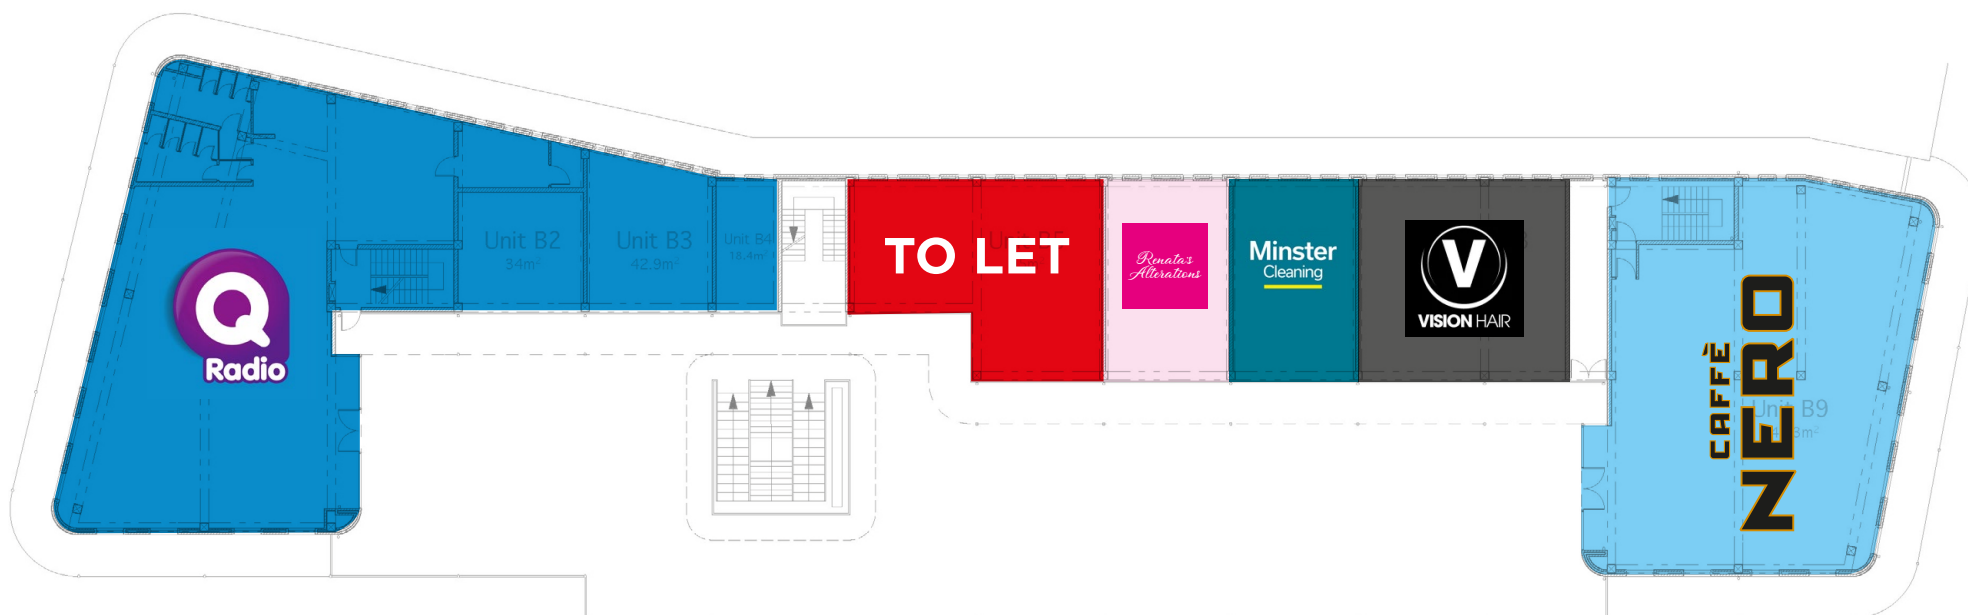 Q
Radio
Unit B2
34m²
Unit B3
42.9m²
Unit B4
18.4m²
TO LET
Renata's
Alterations
Minster
Cleaning
V
VISION HAIR
CAFFÈ
NERO
Unit B9